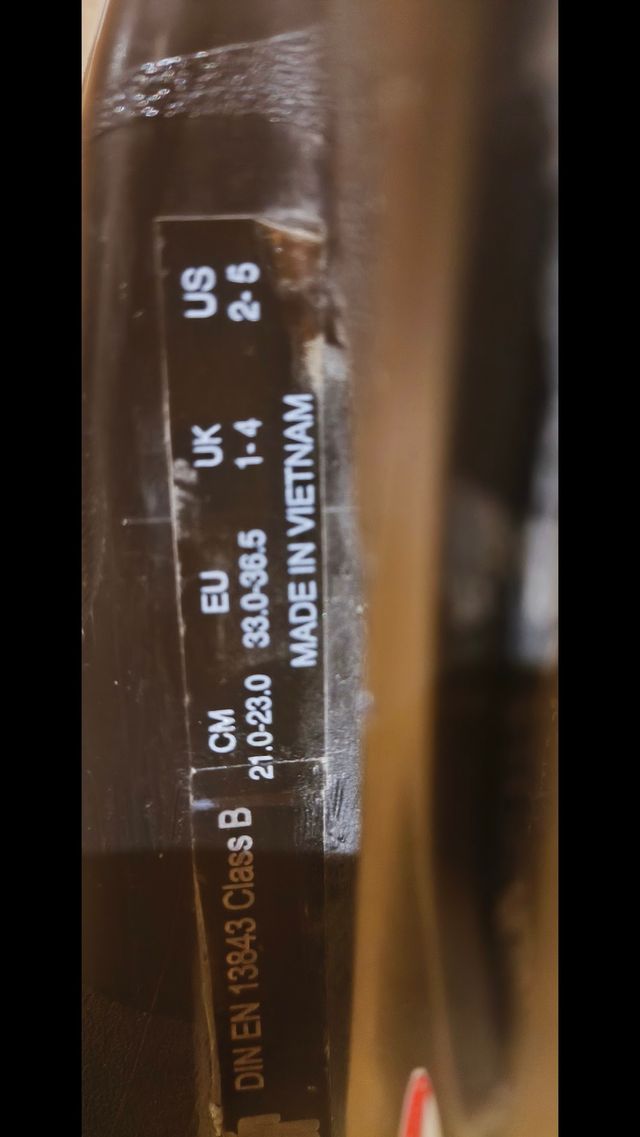 CM EU UK US
21.0-23.0 33.0-36.5 1-4 2-5
MADE IN VIETNAM
DIN EN 13843 Class B